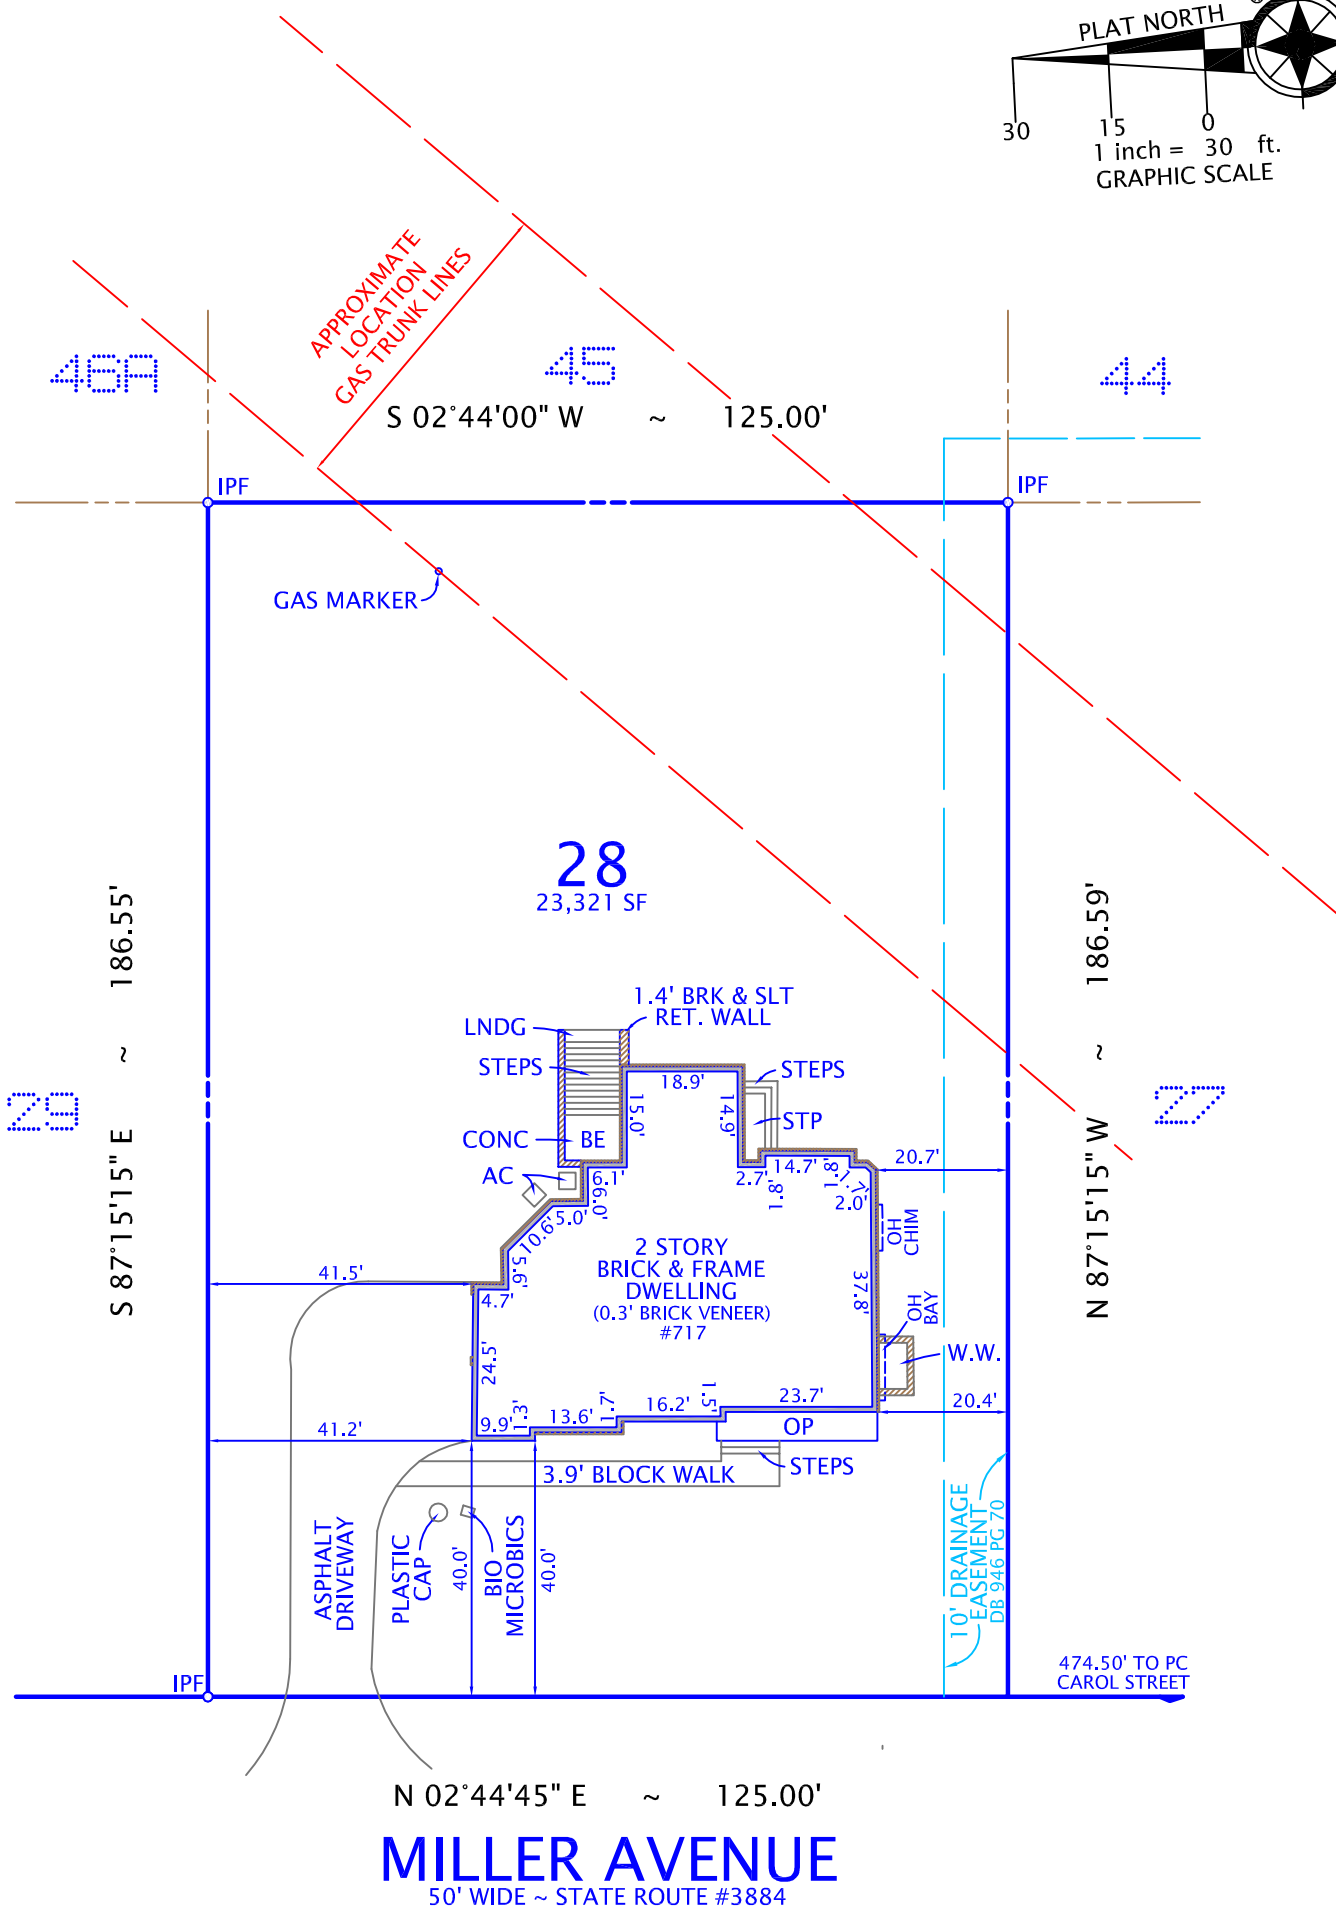 PLAT NORTH
30 15 0
1 inch = 30 ft.
GRAPHIC SCALE
APPROXIMATE
LOCATION
GAS TRUNK LINES
46A
45
44
S 02°44'00" W ~ 125.00'
IPF
IPF
GAS MARKER
28
23,321 SF
S 87°15'15" E ~ 186.55'
N 87°15'15" W ~ 186.59'
29
27
1.4' BRK & SLT
RET. WALL
LNDG
STEPS
CONC
BE
AC
18.9'
15.0'
14.9'
STEPS
STP
6.1'
6.0'
5.0'
10.6'
5.6'
4.7'
2.7'
1.8'
14.7'
1.8'
1.7'
2.0'
20.7'
OH
CHIM
37.8'
OH
BAY
W.W.
2 STORY
BRICK & FRAME
DWELLING
(0.3' BRICK VENEER)
#717
41.5'
24.5'
41.2'
9.9'
1.3'
13.6'
1.7'
16.2'
1.5'
23.7'
20.4'
OP
STEPS
3.9' BLOCK WALK
ASPHALT
DRIVEWAY
PLASTIC
CAP
40.0'
BIO
MICROBICS
40.0'
10' DRAINAGE
EASEMENT
DB 946 PG 70
IPF
474.50' TO PC
CAROL STREET
N 02°44'45" E ~ 125.00'
MILLER AVENUE
50' WIDE ~ STATE ROUTE #3884